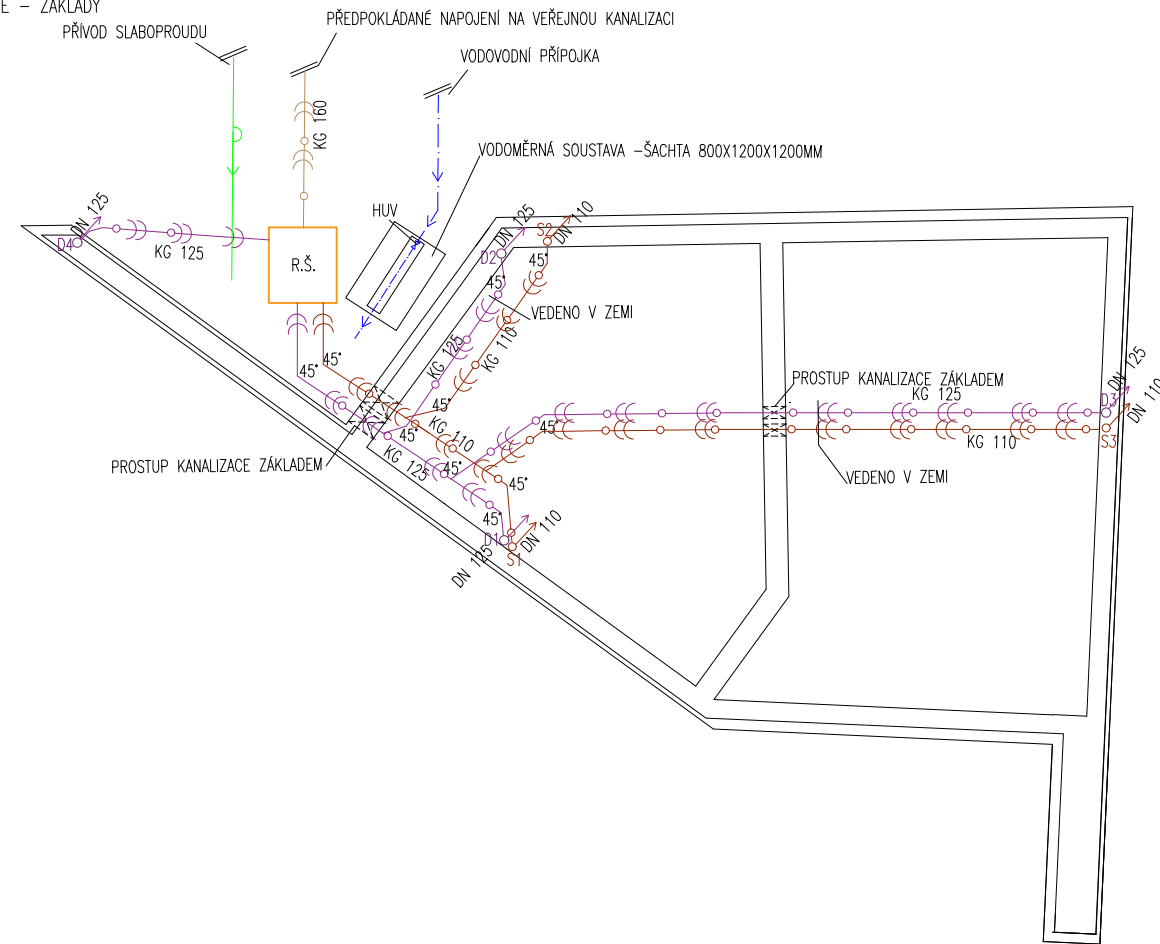 E – ZÁKLADY
PŘÍVOD SLABOPROUDU
PŘEDPOKLÁDANÉ NAPOJENÍ NA VEŘEJNOU KANALIZACI
VODOVODNÍ PŘÍPOJKA
KG 160
VODOMĚRNÁ SOUSTAVA –ŠACHTA 800X1200X1200MM
HUV
DN 125
D4
KG 125
R.Š.
DN 125
S2
DN 110
D2
45°
45°
VEDENO V ZEMI
KG 125
KG 110
45°
45°
PROSTUP KANALIZACE ZÁKLADEM
KG 125
DN 125
D3
DN 110
S3
KG 110
VEDENO V ZEMI
45°
45°
KG 110
45°
KG 125
45°
45°
PROSTUP KANALIZACE ZÁKLADEM
45°
D1
DN 110
S1
DN 125